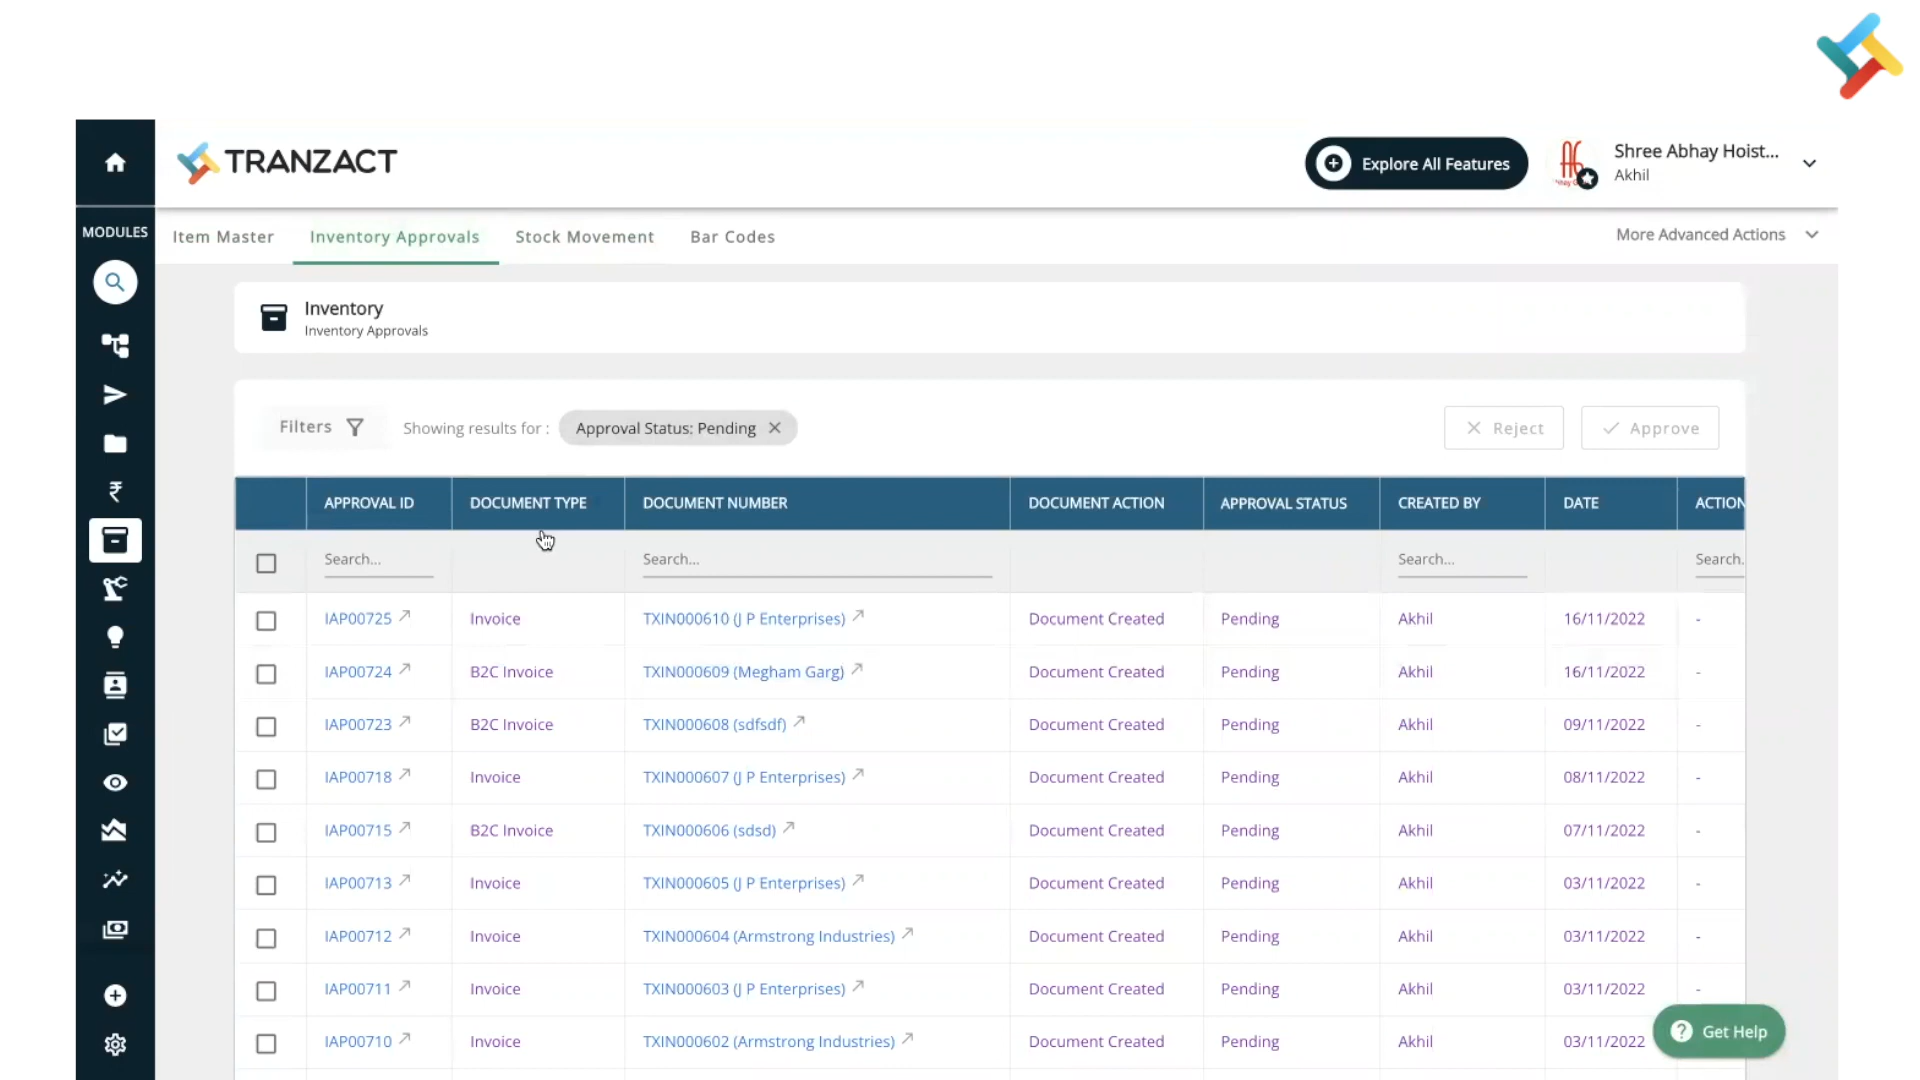 TRANZACT
Explore All Features
Shree Abhay Hoist...
Akhil
MODULES
Item Master Inventory Approvals Stock Movement Bar Codes More Advanced Actions
Inventory
Inventory Approvals
Filters Showing results for : Approval Status: Pending Reject Approve
APPROVAL ID DOCUMENT TYPE DOCUMENT NUMBER DOCUMENT ACTION APPROVAL STATUS CREATED BY DATE ACTION
Search... Search... Search... Search.
IAP00725 Invoice TXIN000610 (J P Enterprises) Document Created Pending Akhil 16/11/2022 -
IAP00724 B2C Invoice TXIN000609 (Megham Garg) Document Created Pending Akhil 16/11/2022 -
IAP00723 B2C Invoice TXIN000608 (sdfsdf) Document Created Pending Akhil 09/11/2022 -
IAP00718 Invoice TXIN000607 (J P Enterprises) Document Created Pending Akhil 08/11/2022 -
IAP00715 B2C Invoice TXIN000606 (sdsd) Document Created Pending Akhil 07/11/2022 -
IAP00713 Invoice TXIN000605 (J P Enterprises) Document Created Pending Akhil 03/11/2022 -
IAP00712 Invoice TXIN000604 (Armstrong Industries) Document Created Pending Akhil 03/11/2022 -
IAP00711 Invoice TXIN000603 (J P Enterprises) Document Created Pending Akhil 03/11/2022 -
IAP00710 Invoice TXIN000602 (Armstrong Industries) Document Created Pending Akhil 03/11/2022
Get Help